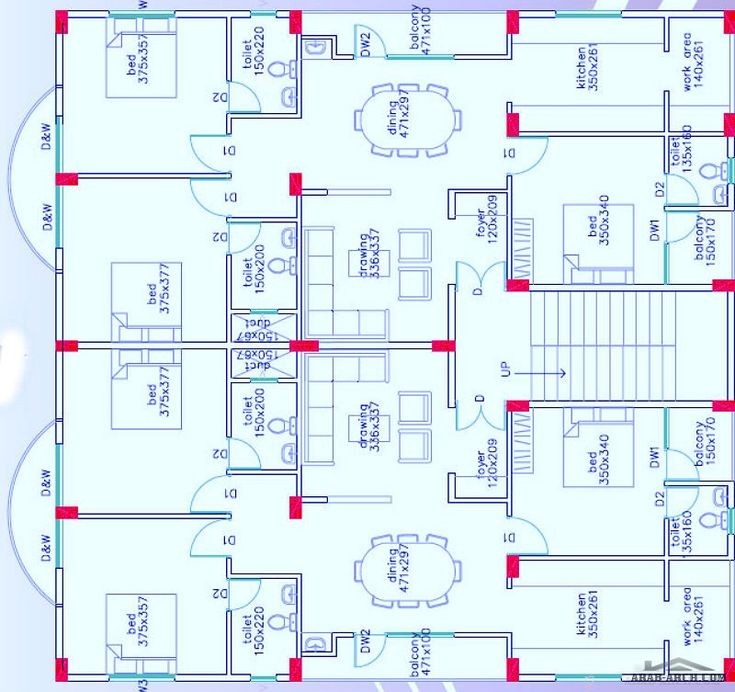 W
bed
375x357
toilet
150x220
DW2
balcony
471x100
kitchen
350x261
work area
140x261
D2
D&W
D1
dining
471x297
D1
toilet
135x160
D1
D&W
D2
D2
foyer
120x209
bed
350x340
DW1
balcony
150x170
toilet
150x200
drawing
336x337
bed
375x377
D
duct
150x67
UP
duct
150x67
bed
375x377
toilet
150x200
drawing
336x337
D
foyer
120x209
bed
350x340
DW1
balcony
150x170
D2
D2
D&W
D1
toilet
135x160
D1
D1
D&W
dining
471x297
D2
bed
375x357
toilet
150x220
DW2
balcony
471x100
kitchen
350x261
work area
140x261
W3
ARAB-ARCH.COM